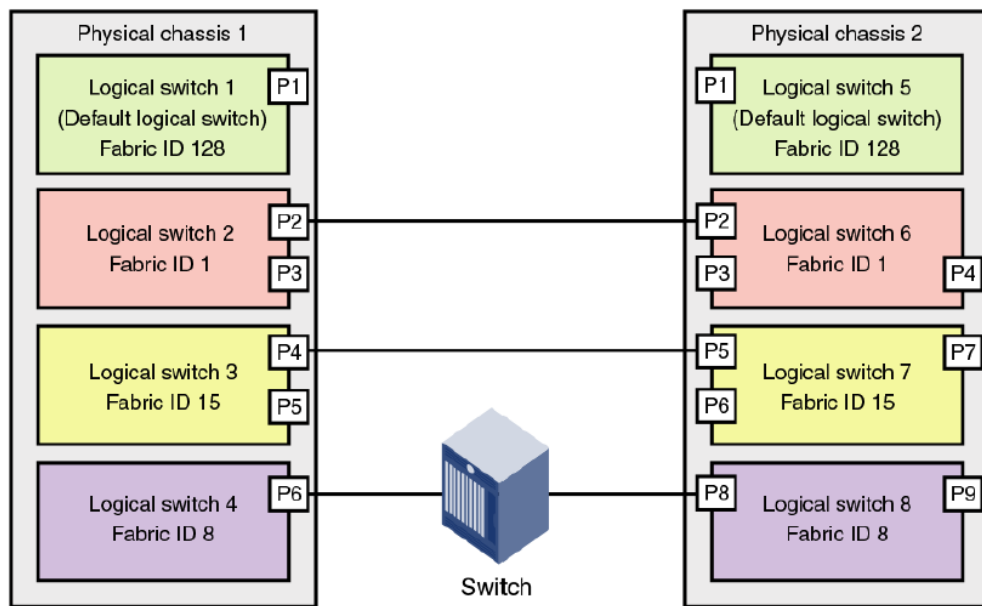 Physical chassis 1
Logical switch 1
(Default logical switch)
Fabric ID 128
P1
Logical switch 2
Fabric ID 1
P2
P3
Logical switch 3
Fabric ID 15
P4
P5
Logical switch 4
Fabric ID 8
P6
Switch
Physical chassis 2
P1
Logical switch 5
(Default logical switch)
Fabric ID 128
P2
P3
Logical switch 6
Fabric ID 1
P4
P5
P6
Logical switch 7
Fabric ID 15
P7
P8
Logical switch 8
Fabric ID 8
P9